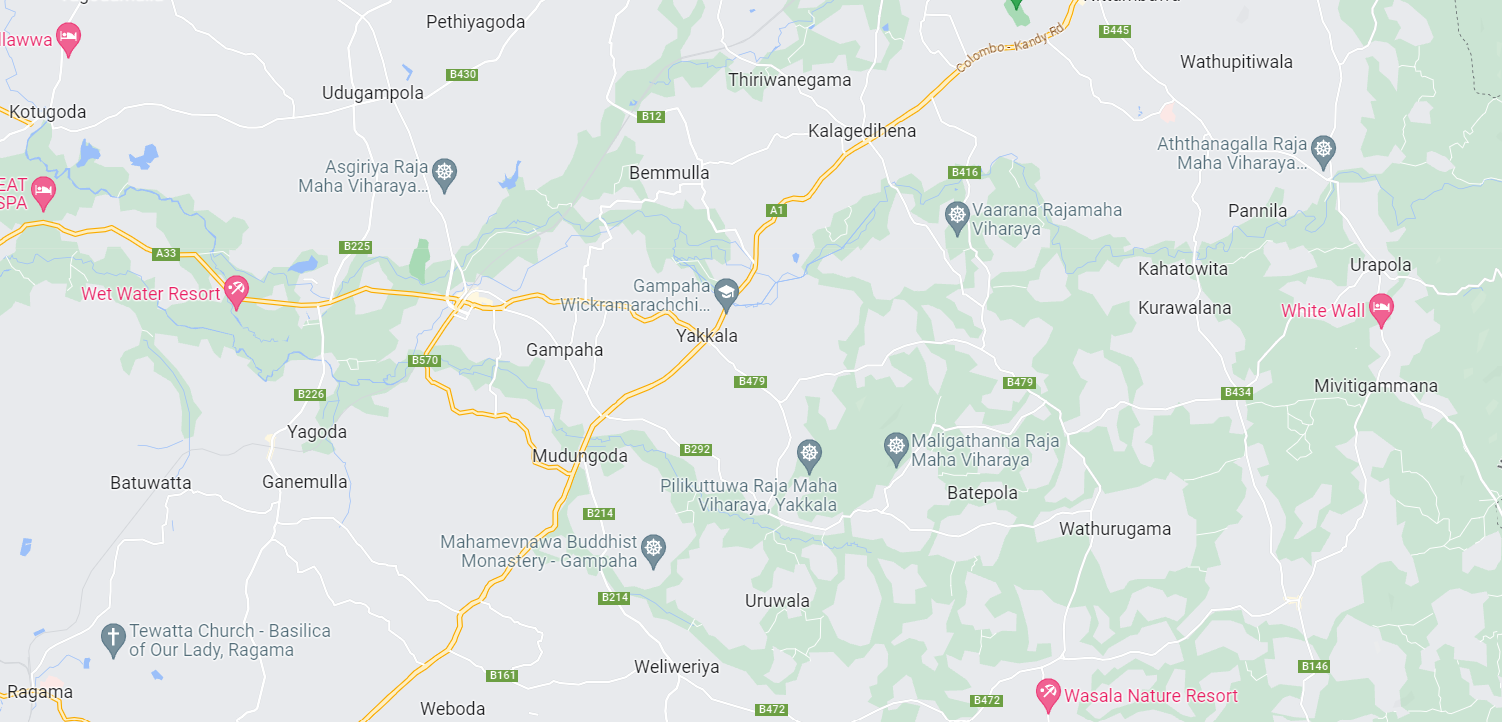 Pethiyagoda
llawwa
B445
Colombo - Kandy Rd
Wathupitiwala
B430
Thiriwanegama
Udugampola
Kotugoda
B12
Kalagedihena
Aththanagalla Raja
Maha Viharaya...
Asgiriya Raja
Maha Viharaya...
Bemmulla
B416
EAT
SPA
A1
Vaarana Rajamaha
Viharaya
Pannila
B225
A33
Kahatowita
Urapola
Wet Water Resort
Gampaha
Wickramarachchi...
Kurawalana
White Wall
Yakkala
Gampaha
B570
B479
B479
Mivitigammana
B226
B434
Yagoda
Maligathanna Raja
Maha Viharaya
B292
Mudungoda
Batuwatta
Ganemulla
Pilikuttuwa Raja Maha
Viharaya, Yakkala
Batepola
B214
Wathurugama
Mahamevnawa Buddhist
Monastery - Gampaha
B214
Uruwala
Tewatta Church - Basilica
of Our Lady, Ragama
Weliweriya
B146
B161
Ragama
Wasala Nature Resort
B472
Weboda
B472